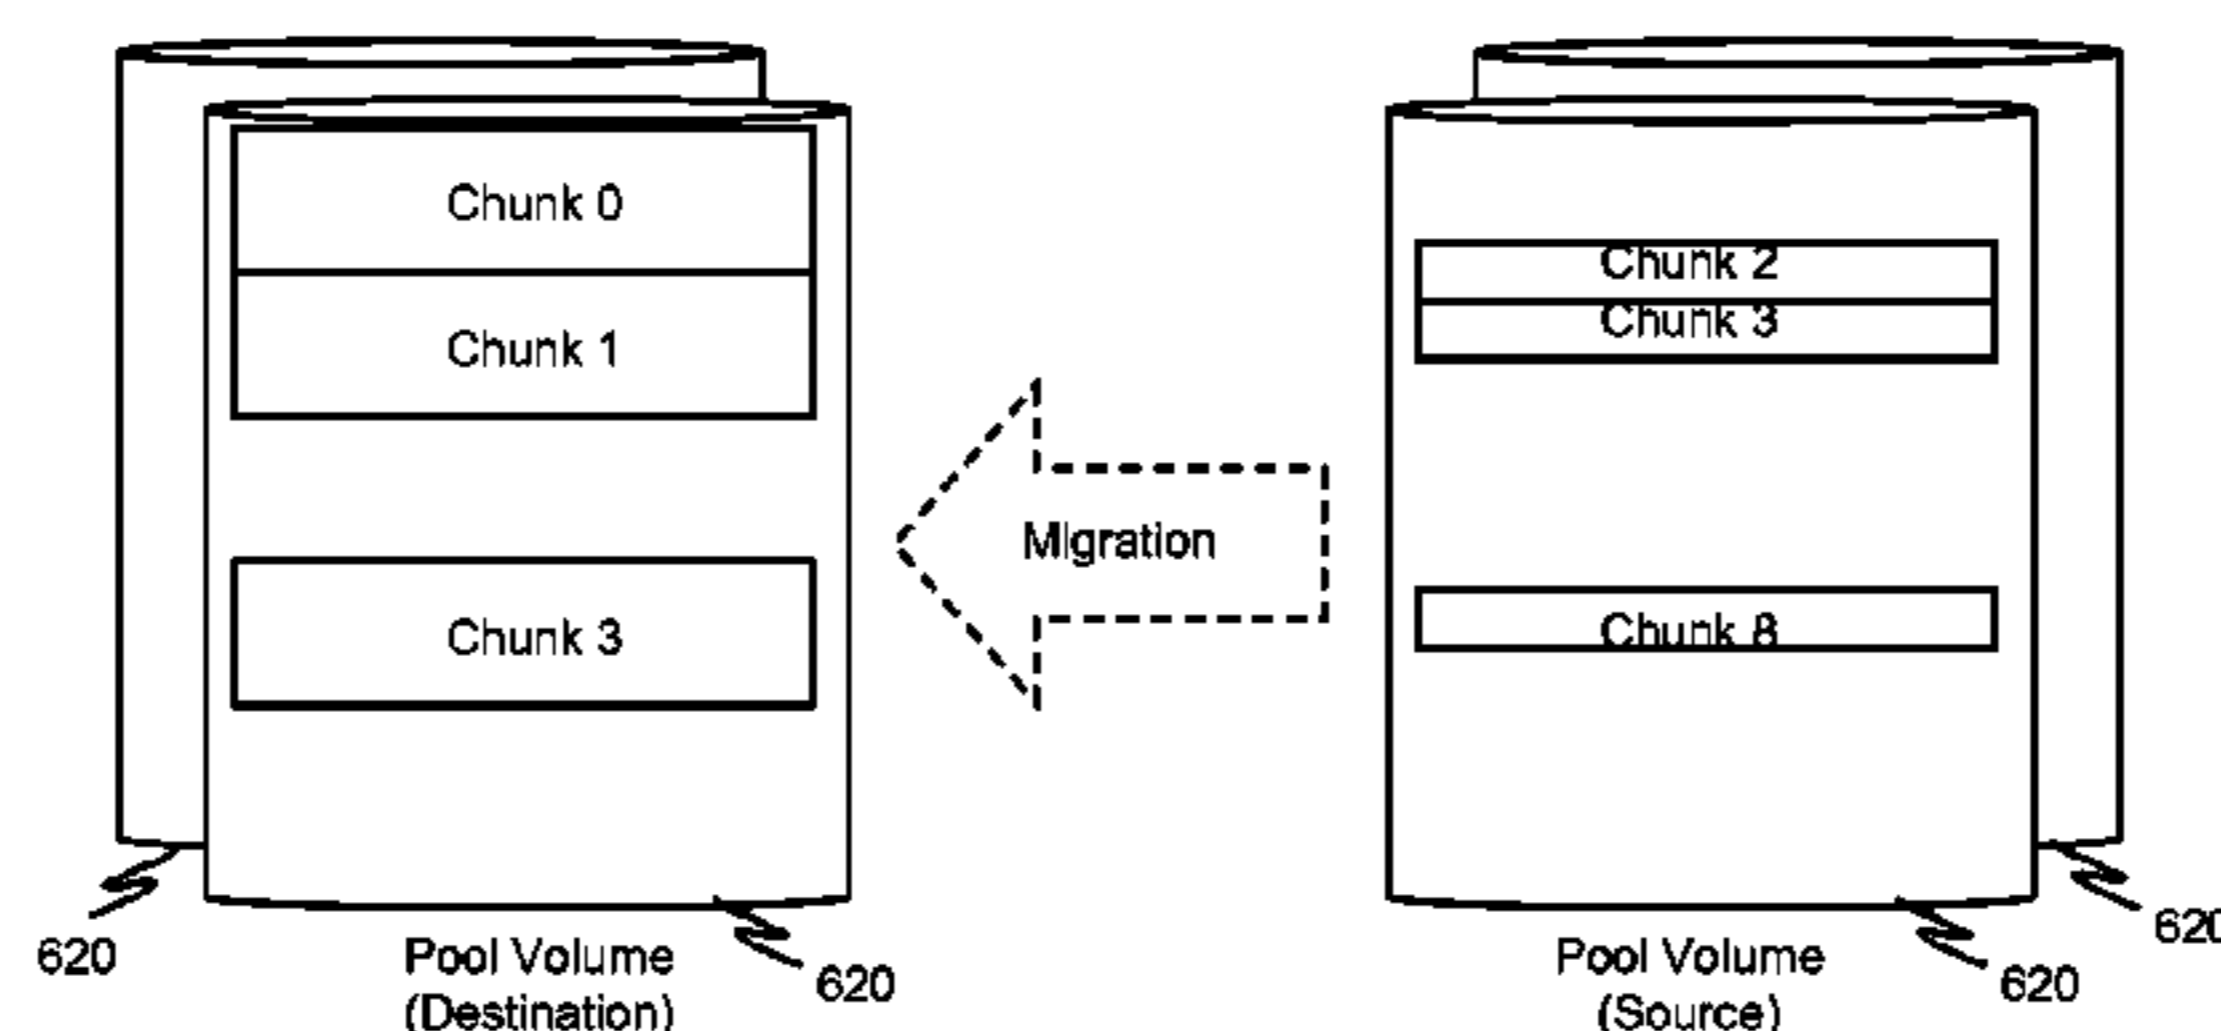 Chunk 0
Chunk 1
Chunk 3
Migration
Chunk 2
Chunk 3
Chunk 8
620
Pool Volume
(Destination)
620
Pool Volume
(Source)
620
620